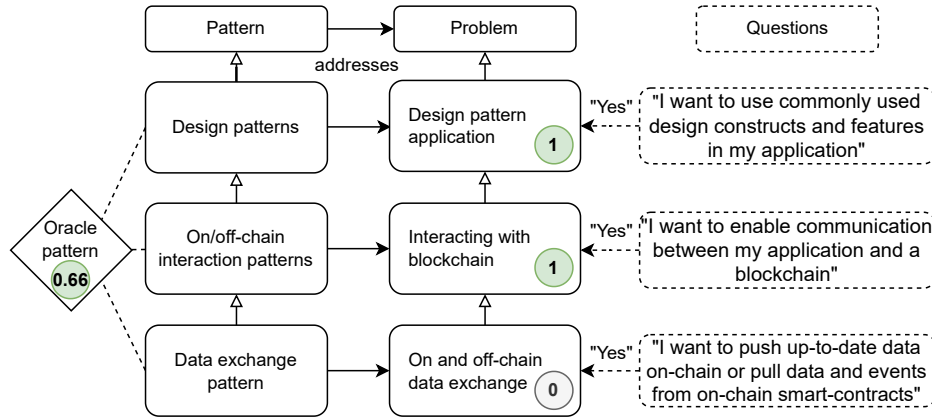 Pattern
Problem
Questions
addresses
Design patterns
Design pattern
application
1
"Yes"
"I want to use commonly used
design constructs and features
in my application"
Oracle
pattern
0.66
On/off-chain
interaction patterns
Interacting with
blockchain
1
"Yes"
"I want to enable communication
between my application and a
blockchain"
Data exchange
pattern
On and off-chain
data exchange
0
"Yes"
"I want to push up-to-date data
on-chain or pull data and events
from on-chain smart-contracts"